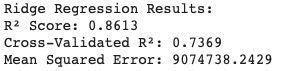 Ridge Regression Results:
R² Score: 0.8613
Cross-Validated R²: 0.7369
Mean Squared Error: 9074738.2429